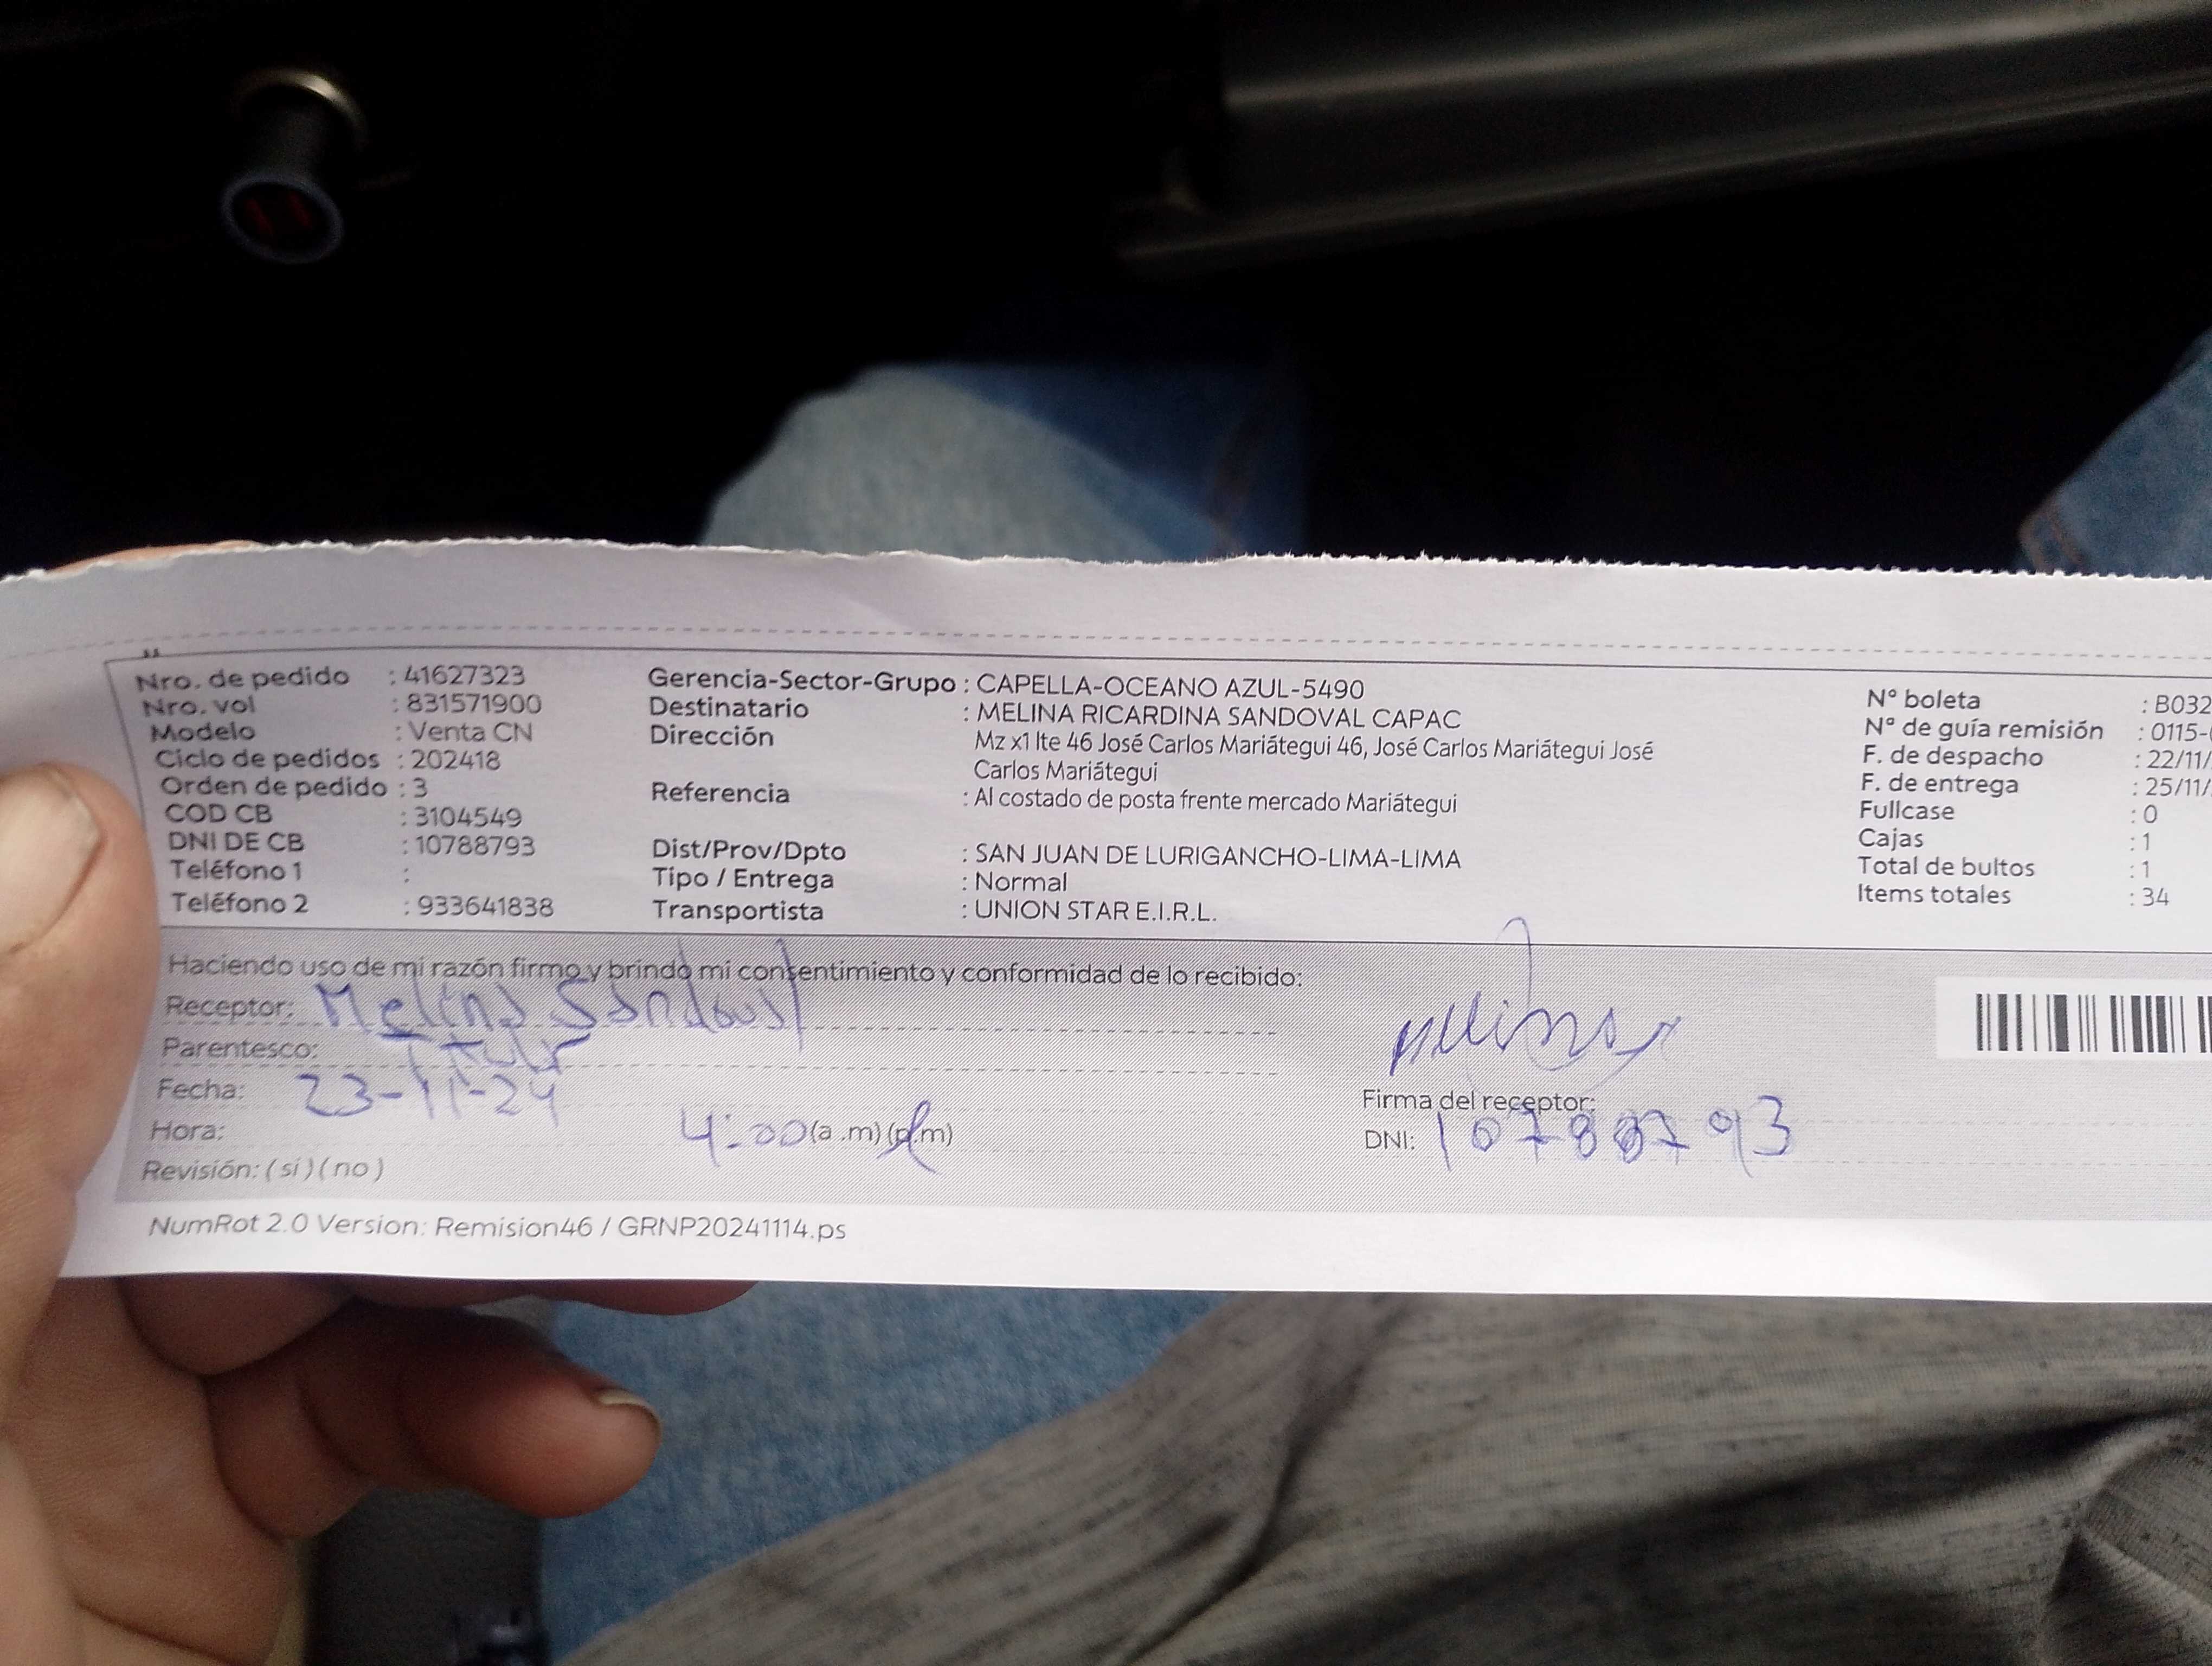 Nro. de pedido : 41627323
Nro. vol : 831571900
Modelo : Venta CN
Ciclo de pedidos : 202418
Orden de pedido : 3
COD CB : 3104549
DNI DE CB : 10788793
Teléfono 1 :
Teléfono 2 : 933641838
Gerencia-Sector-Grupo : CAPELLA-OCEANO AZUL-5490
Destinatario : MELINA RICARDINA SANDOVAL CAPAC
Dirección Mz x1 lte 46 José Carlos Mariátegui 46, José Carlos Mariátegui José
Carlos Mariátegui
Referencia : Al costado de posta frente mercado Mariátegui
Dist/Prov/Dpto : SAN JUAN DE LURIGANCHO-LIMA-LIMA
Tipo / Entrega : Normal
Transportista : UNION STAR E.I.R.L.
N° boleta : B032
N° de guía remisión : 0115-
F. de despacho : 22/11/
F. de entrega : 25/11/
Fullcase : 0
Cajas : 1
Total de bultos : 1
Items totales : 34
Haciendo uso de mi razón firmo y brindo mi consentimiento y conformidad de lo recibido:
Receptor: Melina Sandoval
Parentesco: Titular
Fecha: 23-11-24
Hora: 4:00 (a .m) (p.m)
Revisión: (si) (no)
Melina
Firma del receptor:
DNI: 10788793
NumRot 2.0 Version: Remision46 / GRNP20241114.ps